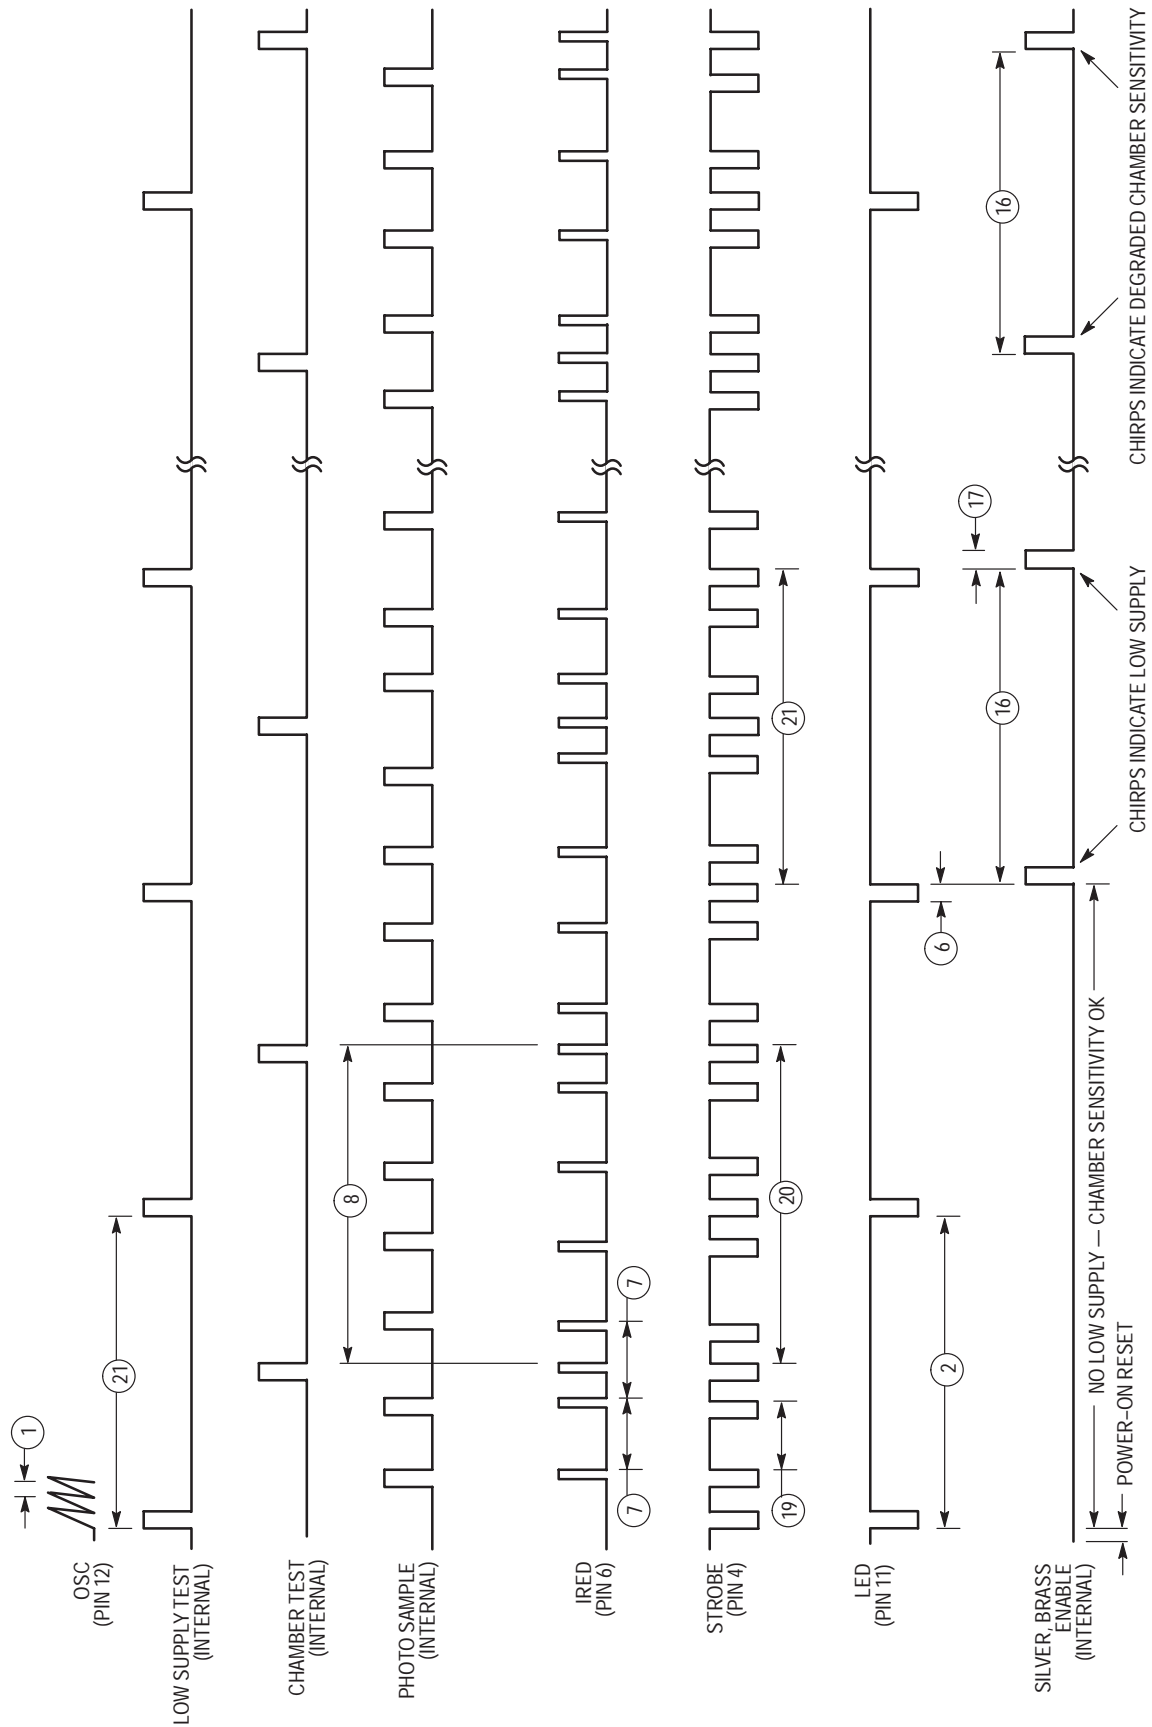 OSC
(PIN 12)
1
LOW SUPPLY TEST
(INTERNAL)
21
CHAMBER TEST
(INTERNAL)
8
PHOTO SAMPLE
(INTERNAL)
IRED
(PIN 6)
7
7
STROBE
(PIN 4)
19
20
21
LED
(PIN 11)
2
6
17
16
16
SILVER, BRASS
ENABLE
(INTERNAL)
NO LOW SUPPLY — CHAMBER SENSITIVITY OK
POWER–ON RESET
CHIRPS INDICATE LOW SUPPLY
CHIRPS INDICATE DEGRADED CHAMBER SENSITIVITY